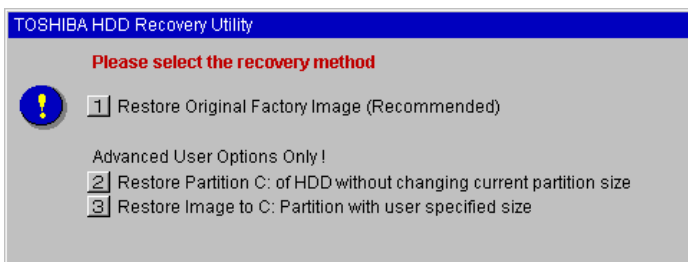 TOSHIBA HDD Recovery Utility
Please select the recovery method
! 
1 Restore Original Factory Image (Recommended)
Advanced User Options Only !
2 Restore Partition C: of HDD without changing current partition size
3 Restore Image to C: Partition with user specified size